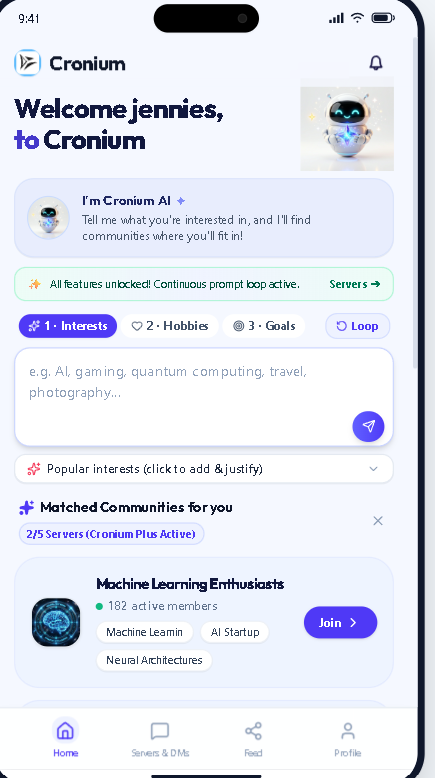 9:41
Cronium
Welcome jennies,
to Cronium
I'm Cronium AI
Tell me what you're interested in, and I'll find
communities where you'll fit in!
All features unlocked! Continuous prompt loop active. Servers →
1 · Interests 2 · Hobbies 3 · Goals Loop
e.g. AI, gaming, quantum computing, travel,
photography...
Popular interests (click to add & justify)
Matched Communities for you
2/5 Servers (Cronium Plus Active)
Machine Learning Enthusiasts
182 active members
Join
Machine Learnin AI Startup
Neural Architectures
Home Servers & DMs Feed Profile